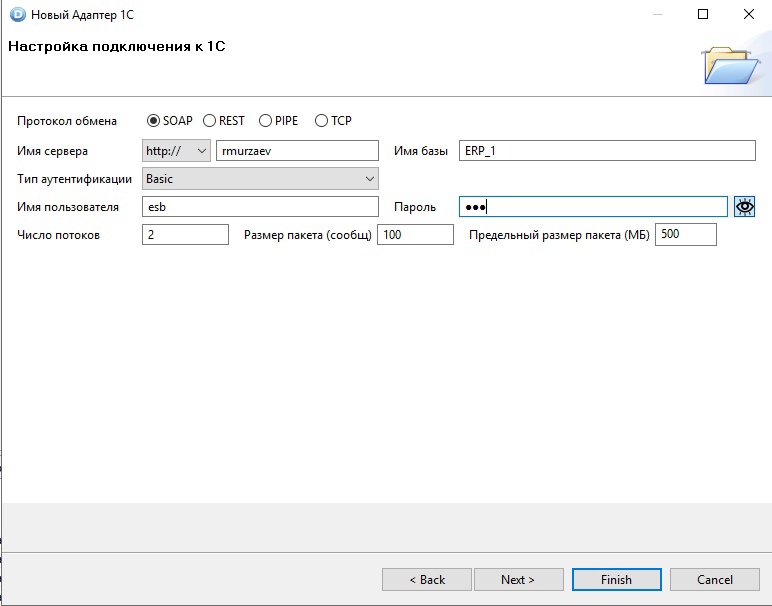 Новый Адаптер 1С
Настройка подключения к 1С
Протокол обмена SOAP REST PIPE TCP
Имя сервера http:// rmurzaev Имя базы ERP_1
Тип аутентификации Basic
Имя пользователя esb Пароль ●●●
Число потоков 2 Размер пакета (сообщ) 100 Предельный размер пакета (МБ) 500
< Back Next > Finish Cancel